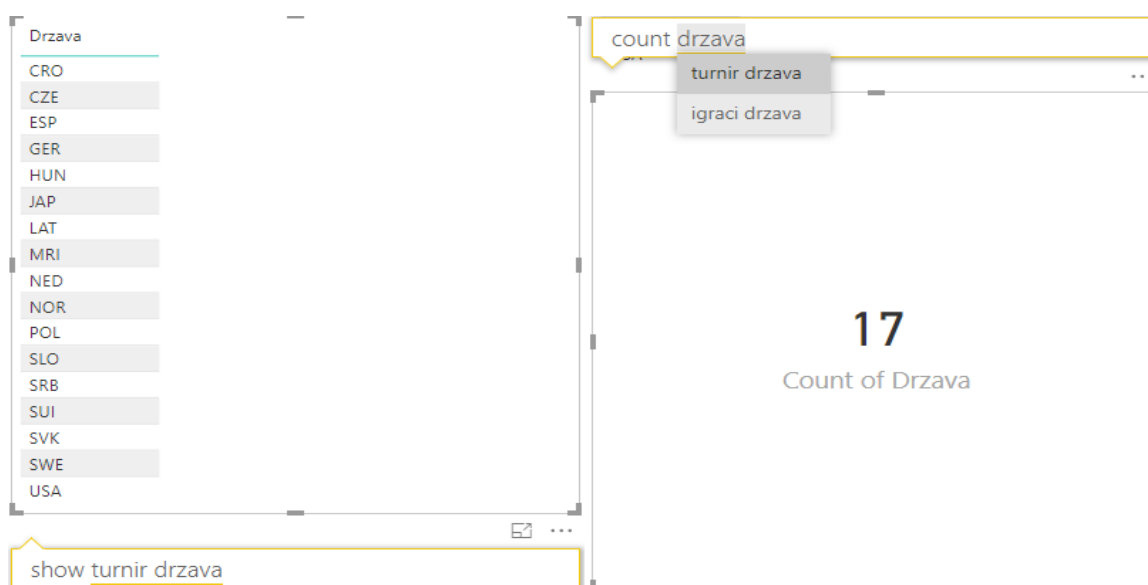 Drzava
CRO
CZE
ESP
GER
HUN
JAP
LAT
MRI
NED
NOR
POL
SLO
SRB
SUI
SVK
SWE
USA
show turnir drzava
count drzava
turnir drzava
igraci drzava
17
Count of Drzava